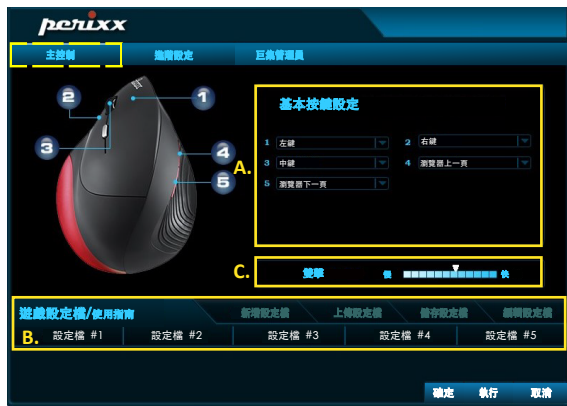 perixx
主控制 進階設定 巨集管理員
基本按鍵設定
1 左鍵 2 右鍵
3 中鍵 4 瀏覽器上一頁
5 瀏覽器下一頁
2 1
3 4
5
A.
C. 雙擊 慢 快
遊戲設定檔/使用指南 新增設定檔 上傳設定檔 儲存設定檔 編輯設定檔
B. 設定檔 #1 設定檔 #2 設定檔 #3 設定檔 #4 設定檔 #5
確定 執行 取消